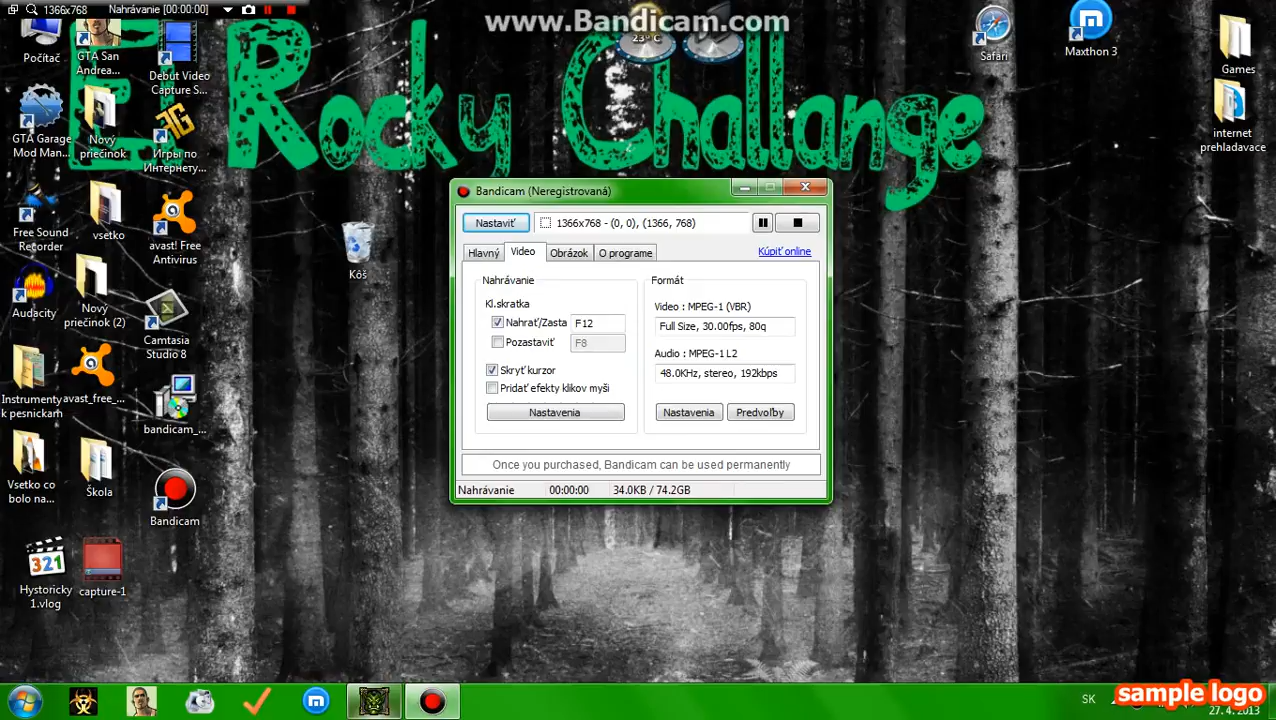 1366x768
Nahrávanie [00:00:00]
www.Bandicam.com
23° C
Rocky Challange
Počítač
GTA San
Andrea...
Debut Video
Capture S...
GTA Garage
Mod Man...
Nový
priečinok
Игры по
Интернету...
Free Sound
Recorder
vsetko
avast! Free
Antivirus
Audacity
Nový
priečinok (2)
Camtasia
Studio 8
Instrumenty
k pesnickam
avast_free_...
bandicam_...
Vsetko co
bolo na...
Škola
Bandicam
321
Hystoricky
1.vlog
capture-1
Kôš
Safari
Maxthon 3
Games
internet
prehladavace
Bandicam (Neregistrovaná)
Nastaviť
1366x768 - (0, 0), (1366, 768)
Hlavný
Video
Obrázok
O programe
Kúpiť online
Nahrávanie
Kl.skratka
Nahrať/Zasta
F12
Pozastaviť
F8
Skryť kurzor
Pridať efekty klikov myši
Nastavenia
Formát
Video : MPEG-1 (VBR)
Full Size, 30.00fps, 80q
Audio : MPEG-1 L2
48.0KHz, stereo, 192kbps
Nastavenia
Predvoľby
Once you purchased, Bandicam can be used permanently
Nahrávanie
00:00:00
34.0KB / 74.2GB
SK
sample logo
27. 4. 2013